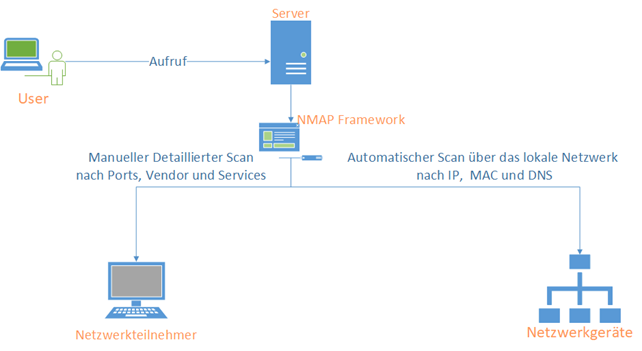 Server
Aufruf
User
NMAP Framework
Manueller Detaillierter Scan
nach Ports, Vendor und Services
Automatischer Scan über das lokale Netzwerk
nach IP, MAC und DNS
Netzwerkteilnehmer
Netzwerkgeräte